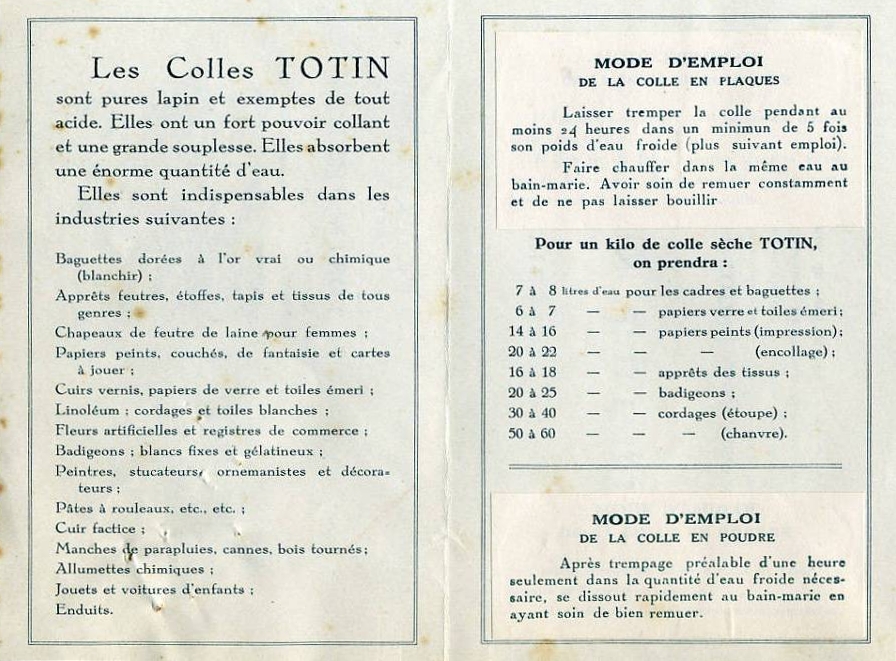 Les Colles TOTIN
sont pures lapin et exemptes de tout
acide. Elles ont un fort pouvoir collant
et une grande souplesse. Elles absorbent
une énorme quantité d'eau.
Elles sont indispensables dans les
industries suivantes :
Baguettes dorées à l'or vrai ou chimique
(blanchir) ;
Apprêts feutres, étoffes, tapis et tissus de tous
genres ;
Chapeaux de feutre de laine pour femmes ;
Papiers peints, couchés, de fantaisie et cartes
à jouer ;
Cuirs vernis, papiers de verre et toiles émeri ;
Linoléum ; cordages et toiles blanches ;
Fleurs artificielles et registres de commerce ;
Badigeons ; blancs fixes et gélatineux ;
Peintres, stucateurs, ornemanistes et décora=
teurs ;
Pâtes à rouleaux, etc., etc. ;
Cuir factice ;
Manches de parapluies, cannes, bois tournés ;
Allumettes chimiques ;
Jouets et voitures d'enfants ;
Enduits.
MODE D'EMPLOI
DE LA COLLE EN PLAQUES
Laisser tremper la colle pendant au
moins 24 heures dans un minimun de 5 fois
son poids d'eau froide (plus suivant emploi).
Faire chauffer dans la même eau au
bain-marie. Avoir soin de remuer constamment
et de ne pas laisser bouillir
Pour un kilo de colle sèche TOTIN,
on prendra :
7 à 8 litres d'eau pour les cadres et baguettes ;
6 à 7 — — papiers verre et toiles émeri ;
14 à 16 — — papiers peints (impression) ;
20 à 22 — — — (encollage) ;
16 à 18 — — apprêts des tissus ;
20 à 25 — — badigeons ;
30 à 40 — — cordages (étoupe) ;
50 à 60 — — — (chanvre).
MODE D'EMPLOI
DE LA COLLE EN POUDRE
Après trempage préalable d'une heure
seulement dans la quantité d'eau froide néces-
saire, se dissout rapidement au bain-marie en
ayant soin de bien remuer.